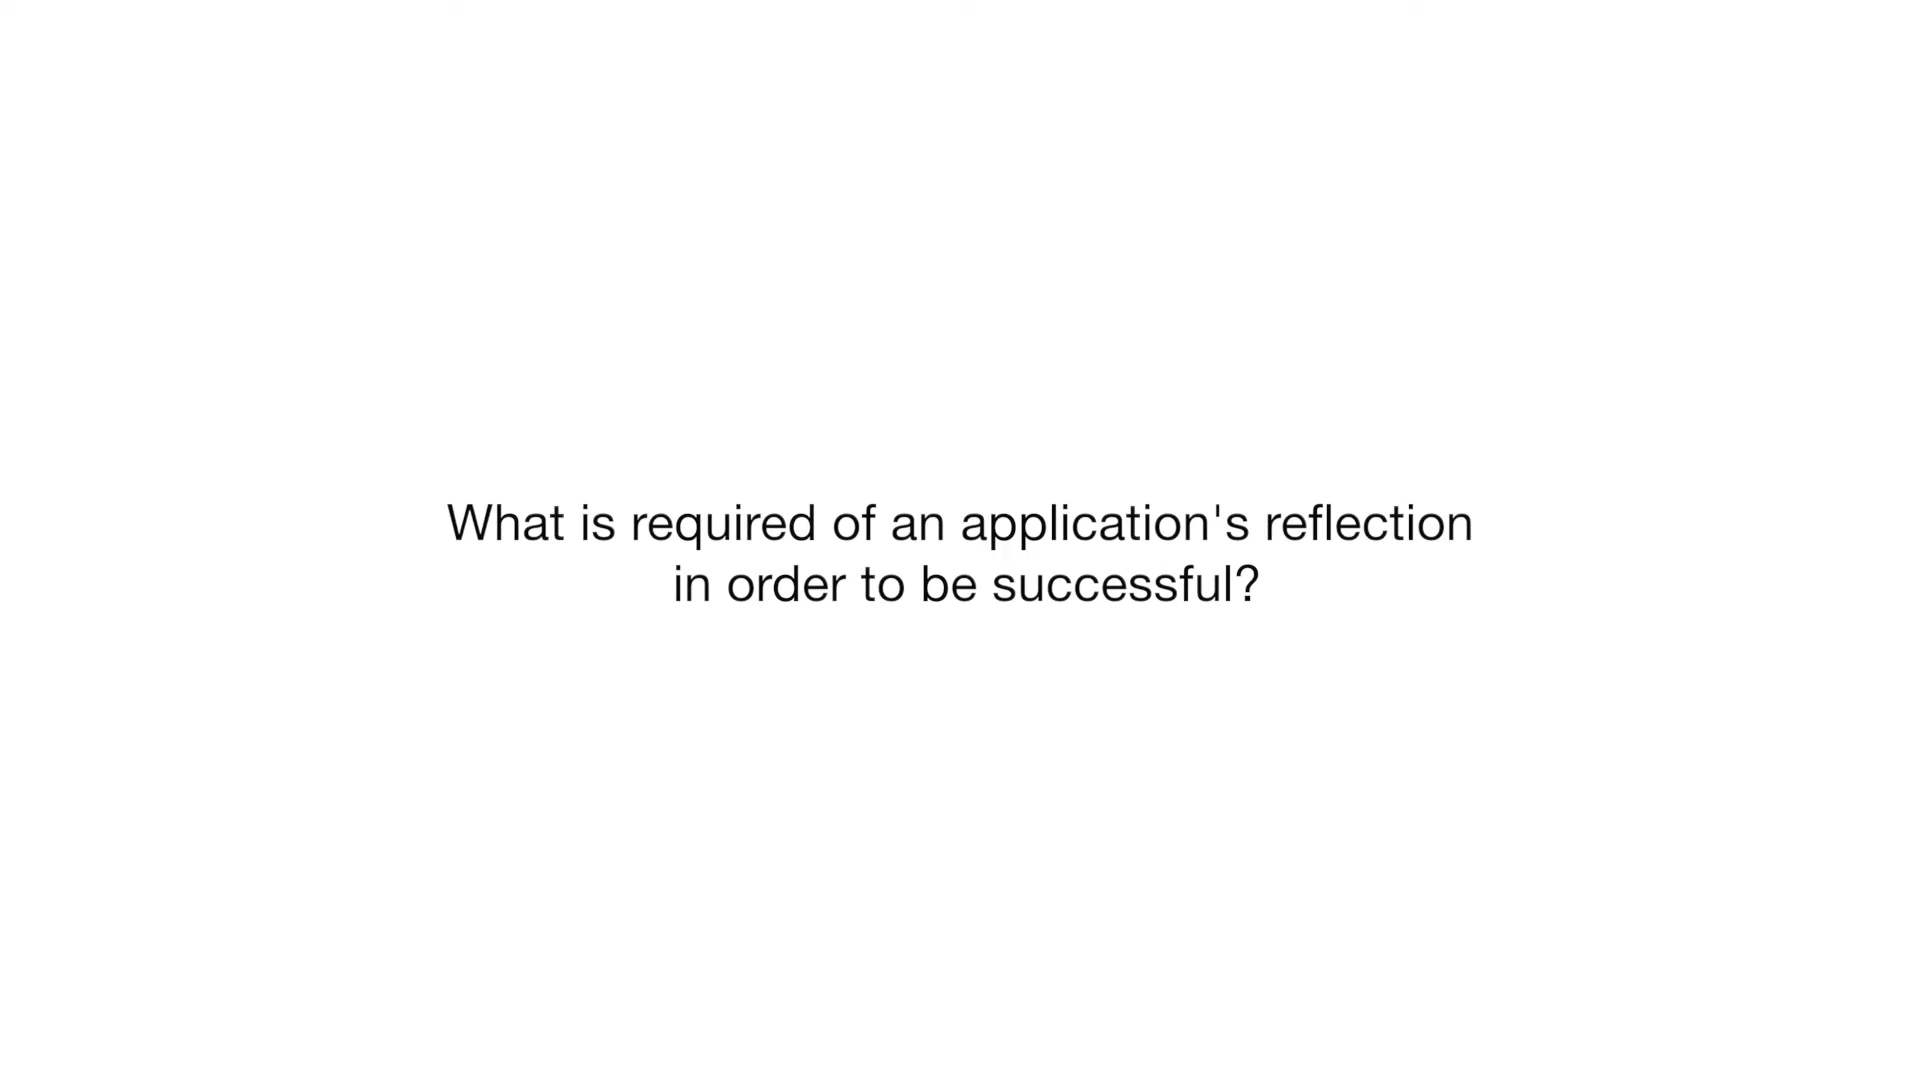 What is required of an application's reflection
in order to be successful?